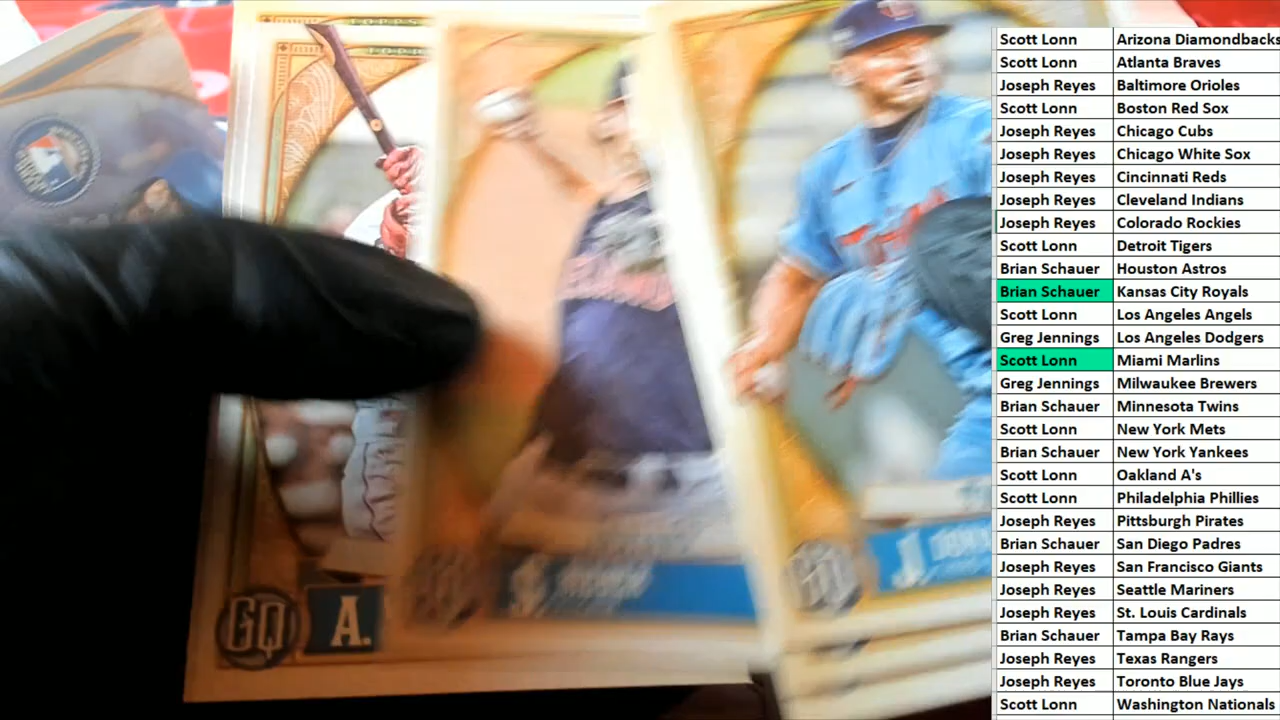 TOPPS
TOPP
GQ
A.
GQ
J
Scott Lonn Arizona Diamondbacks
Scott Lonn Atlanta Braves
Joseph Reyes Baltimore Orioles
Scott Lonn Boston Red Sox
Joseph Reyes Chicago Cubs
Joseph Reyes Chicago White Sox
Joseph Reyes Cincinnati Reds
Joseph Reyes Cleveland Indians
Joseph Reyes Colorado Rockies
Scott Lonn Detroit Tigers
Brian Schauer Houston Astros
Brian Schauer Kansas City Royals
Scott Lonn Los Angeles Angels
Greg Jennings Los Angeles Dodgers
Scott Lonn Miami Marlins
Greg Jennings Milwaukee Brewers
Brian Schauer Minnesota Twins
Scott Lonn New York Mets
Brian Schauer New York Yankees
Scott Lonn Oakland A's
Scott Lonn Philadelphia Phillies
Joseph Reyes Pittsburgh Pirates
Brian Schauer San Diego Padres
Joseph Reyes San Francisco Giants
Joseph Reyes Seattle Mariners
Joseph Reyes St. Louis Cardinals
Brian Schauer Tampa Bay Rays
Joseph Reyes Texas Rangers
Joseph Reyes Toronto Blue Jays
Scott Lonn Washington Nationals